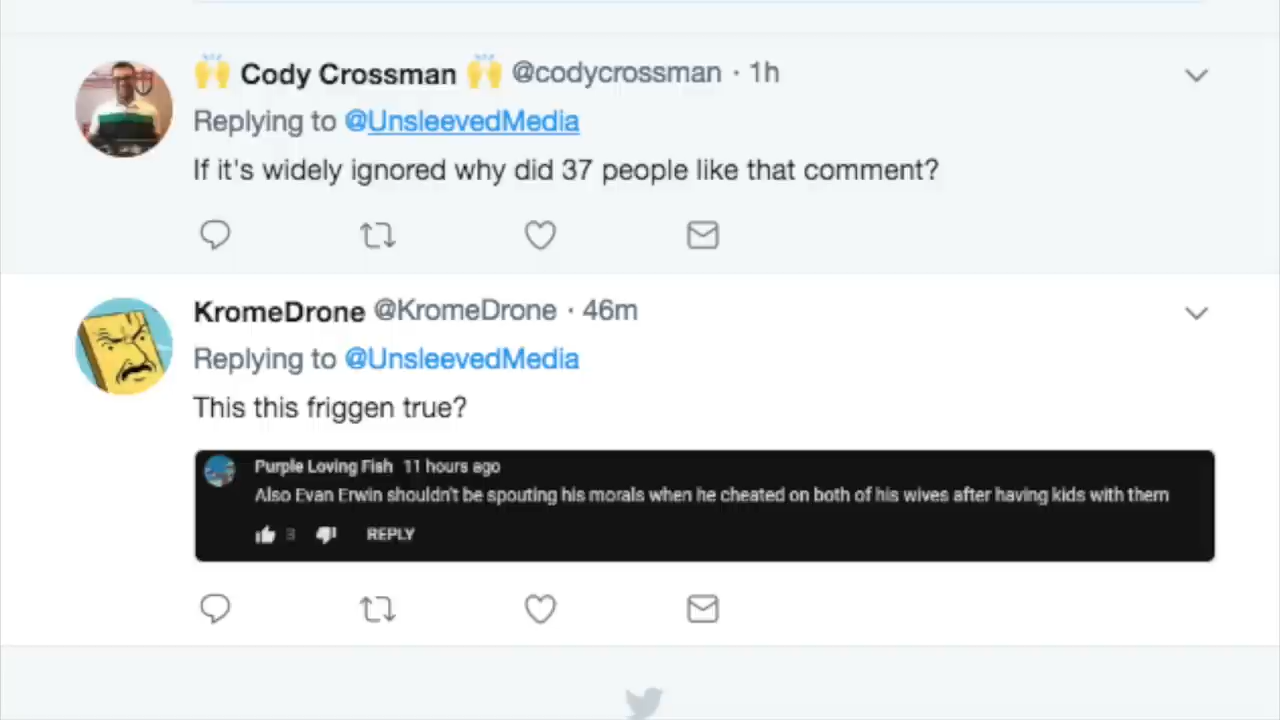 🙌 Cody Crossman 🙌 @codycrossman · 1h
Replying to @UnsleevedMedia
If it's widely ignored why did 37 people like that comment?
KromeDrone @KromeDrone · 46m
Replying to @UnsleevedMedia
This this friggen true?
Purple Loving Fish 11 hours ago
Also Evan Erwin shouldn't be spouting his morals when he cheated on both of his wives after having kids with them
3 REPLY